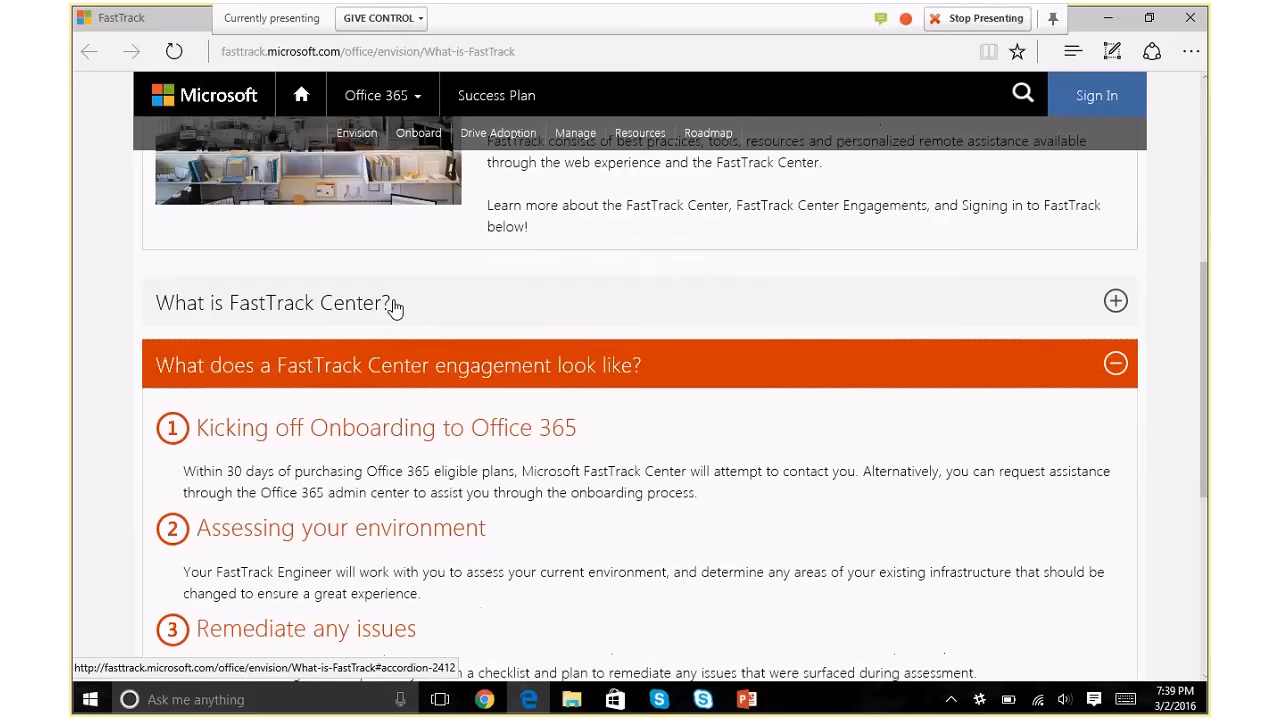 FastTrack
Currently presenting
GIVE CONTROL
Stop Presenting
fasttrack.microsoft.com/office/envision/What-is-FastTrack
Microsoft
Office 365
Success Plan
Sign In
Envision
Onboard
Drive Adoption
Manage
Resources
Roadmap
FastTrack consists of best practices, tools, resources and personalized remote assistance available
through the web experience and the FastTrack Center.
Learn more about the FastTrack Center, FastTrack Center Engagements, and Signing in to FastTrack
below!
What is FastTrack Center?
What does a FastTrack Center engagement look like?
1 Kicking off Onboarding to Office 365
Within 30 days of purchasing Office 365 eligible plans, Microsoft FastTrack Center will attempt to contact you. Alternatively, you can request assistance
through the Office 365 admin center to assist you through the onboarding process.
2 Assessing your environment
Your FastTrack Engineer will work with you to assess your current environment, and determine any areas of your existing infrastructure that should be
changed to ensure a great experience.
3 Remediate any issues
http://fasttrack.microsoft.com/office/envision/What-is-FastTrack#accordion-2412
a checklist and plan to remediate any issues that were surfaced during assessment.
Ask me anything
7:39 PM
3/2/2016